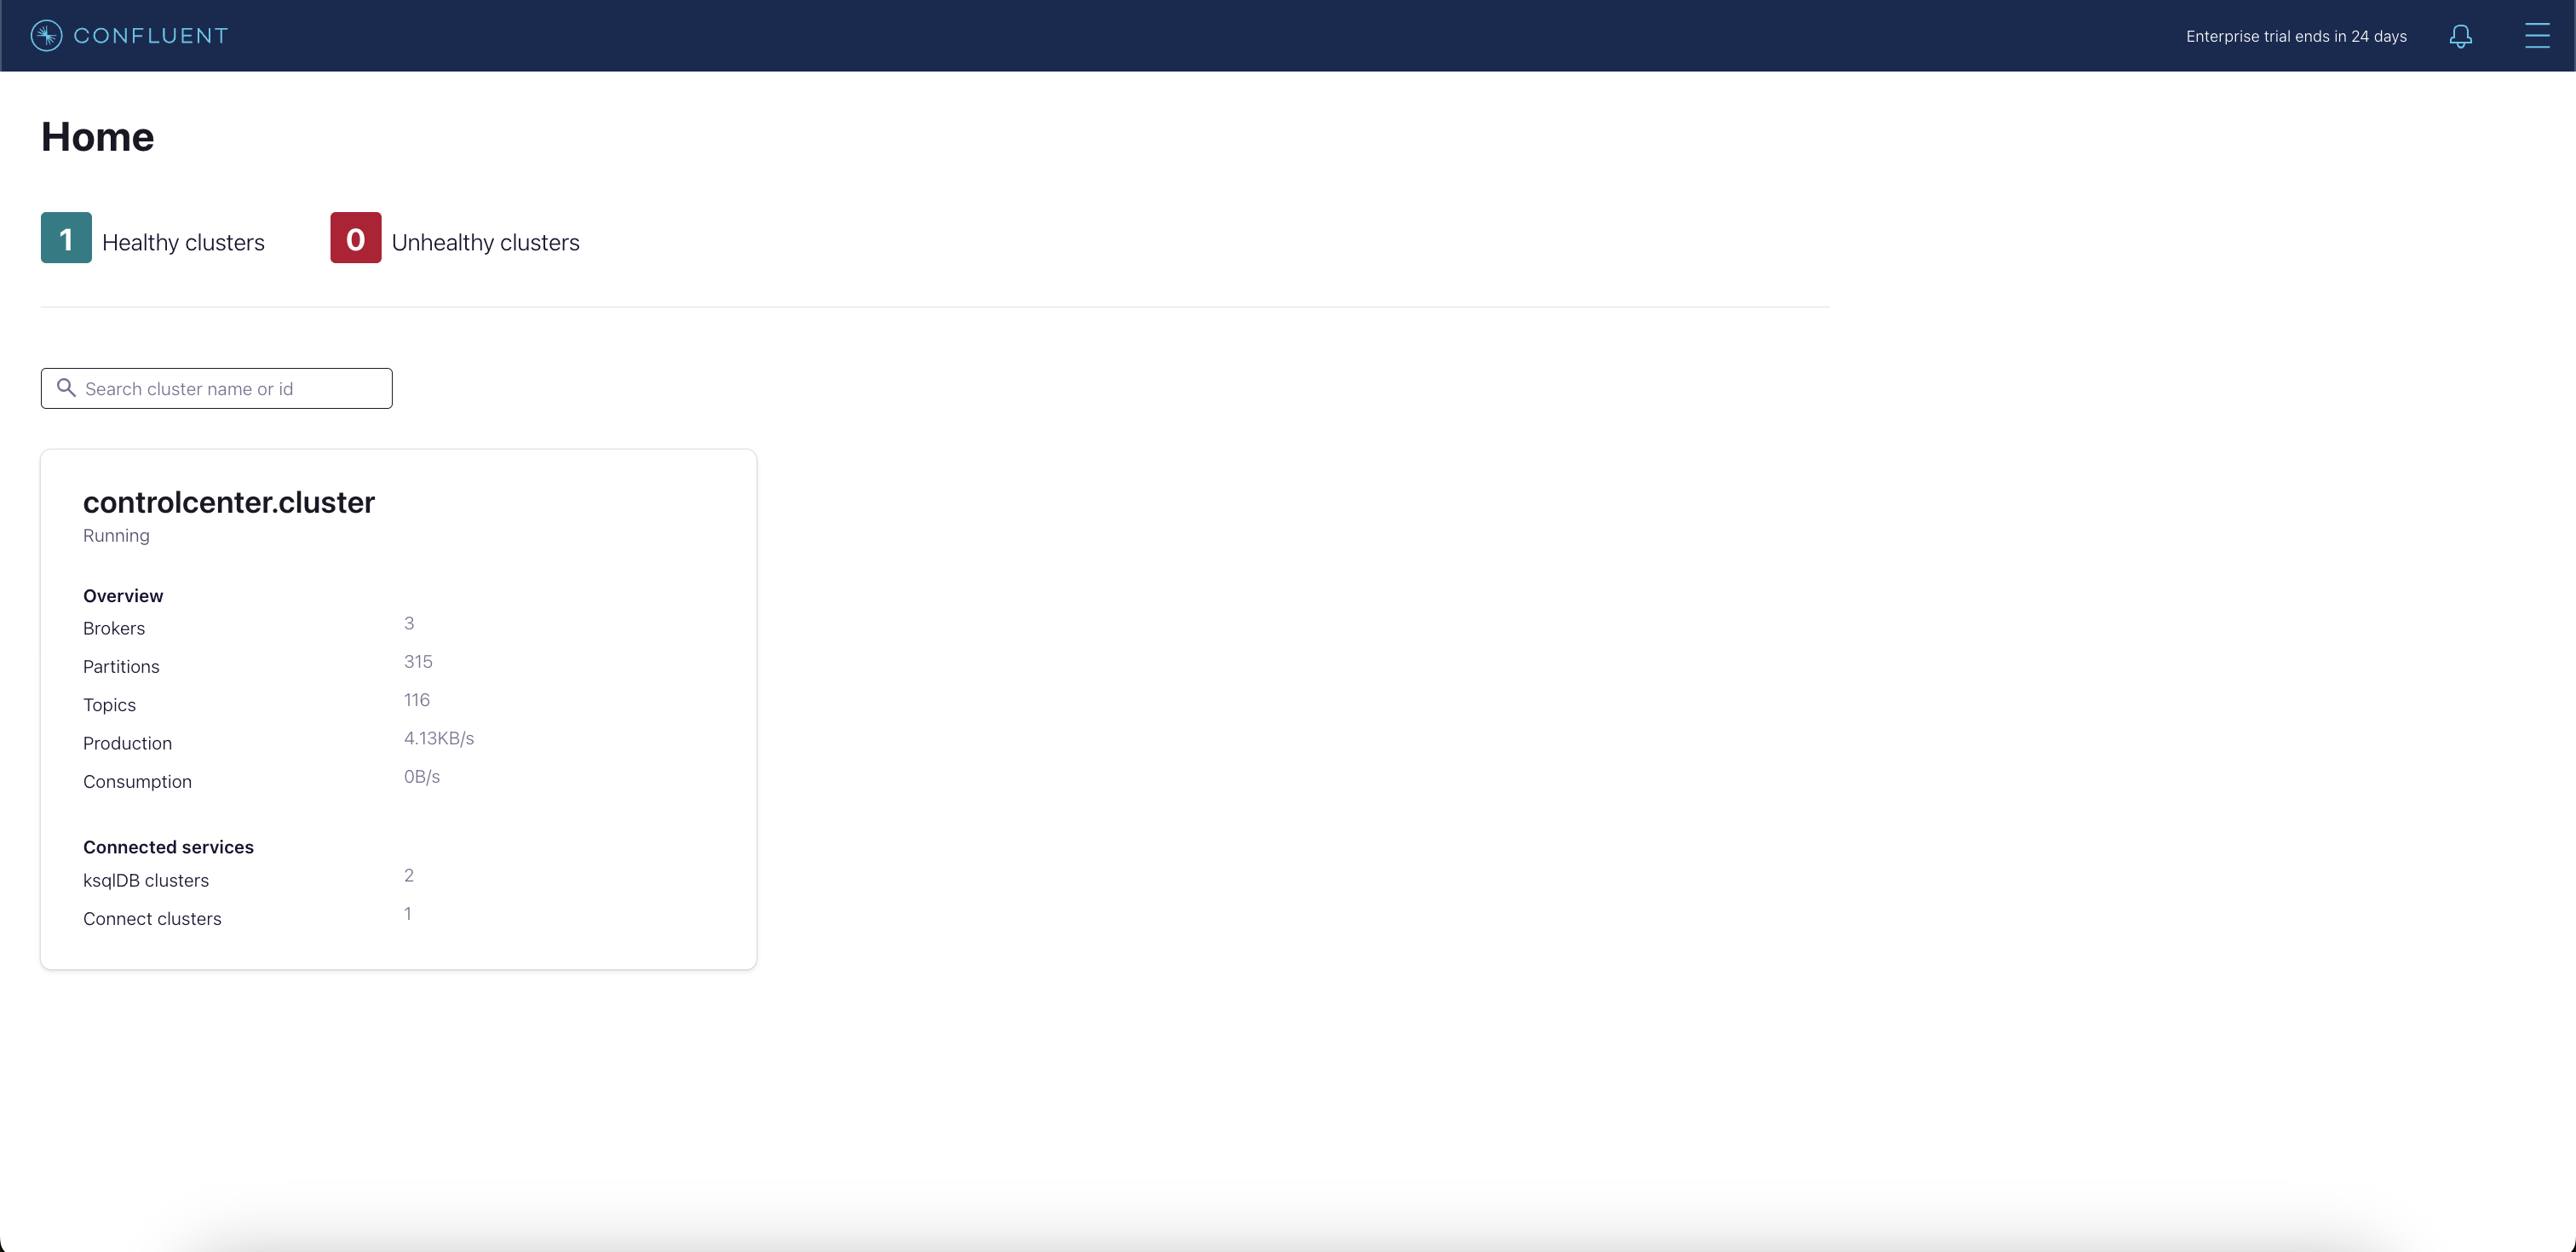 CONFLUENT
Enterprise trial ends in 24 days
Home
1 Healthy clusters
0 Unhealthy clusters
Search cluster name or id
controlcenter.cluster
Running
Overview
Brokers 3
Partitions 315
Topics 116
Production 4.13KB/s
Consumption 0B/s
Connected services
ksqlDB clusters 2
Connect clusters 1